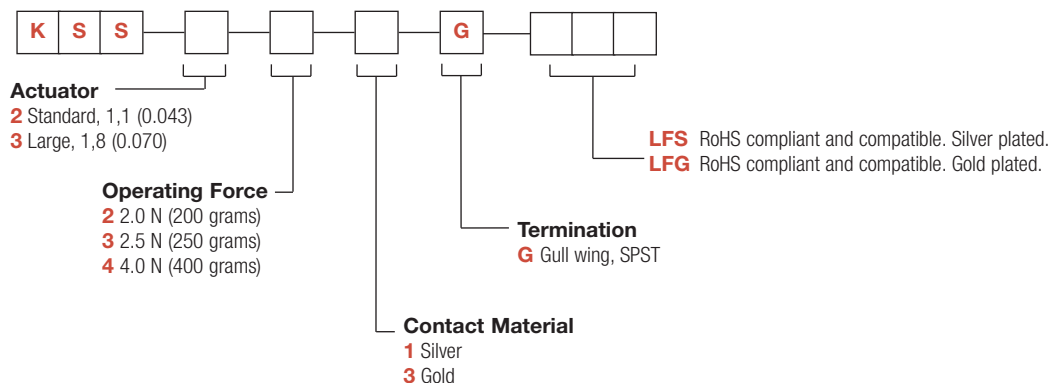 K S S G
Actuator
2 Standard, 1,1 (0.043)
3 Large, 1,8 (0.070)
LFS RoHS compliant and compatible. Silver plated.
LFG RoHS compliant and compatible. Gold plated.
Operating Force
2 2.0 N (200 grams)
3 2.5 N (250 grams)
4 4.0 N (400 grams)
Termination
G Gull wing, SPST
Contact Material
1 Silver
3 Gold